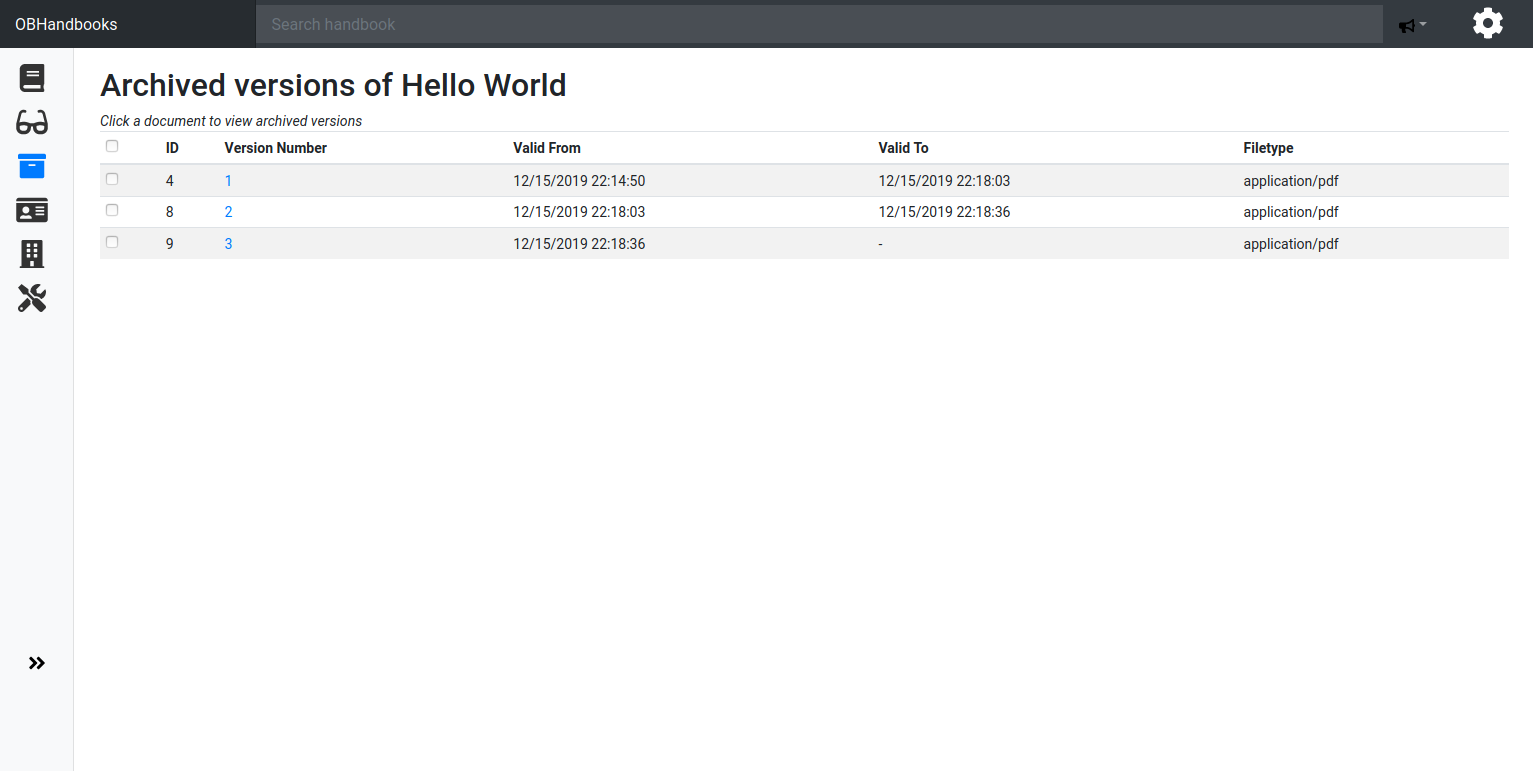 OBHandbooks Search handbook
Archived versions of Hello World
Click a document to view archived versions
ID Version Number Valid From Valid To Filetype
4 1 12/15/2019 22:14:50 12/15/2019 22:18:03 application/pdf
8 2 12/15/2019 22:18:03 12/15/2019 22:18:36 application/pdf
9 3 12/15/2019 22:18:36 - application/pdf